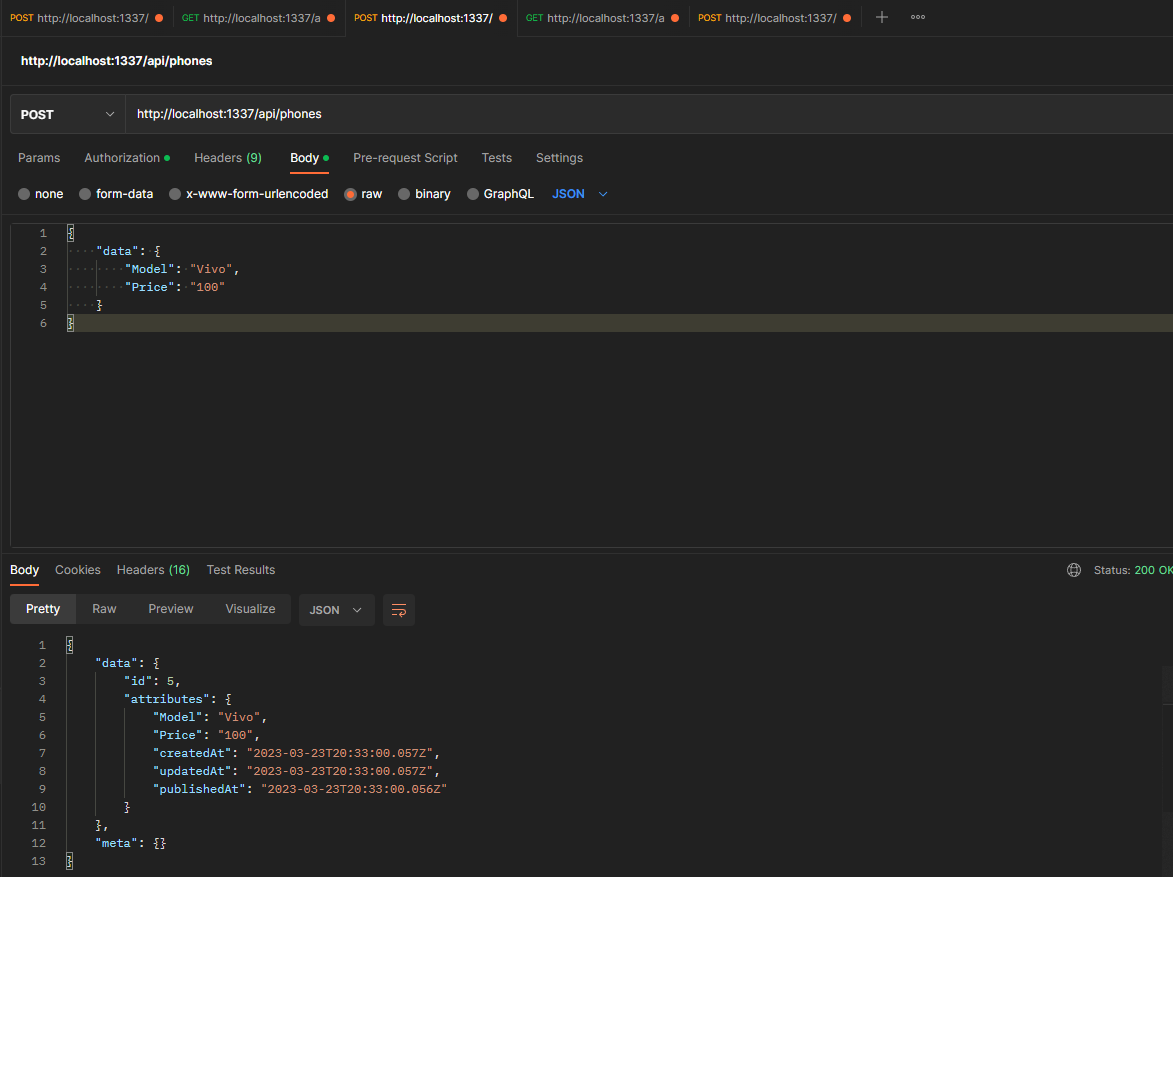 POST http://localhost:1337/ GET http://localhost:1337/a POST http://localhost:1337/ GET http://localhost:1337/a POST http://localhost:1337/
http://localhost:1337/api/phones
POST http://localhost:1337/api/phones
Params Authorization Headers (9) Body Pre-request Script Tests Settings
none form-data x-www-form-urlencoded raw binary GraphQL JSON
1 {
2 "data": {
3 "Model": "Vivo",
4 "Price": "100"
5 }
6 }
Body Cookies Headers (16) Test Results Status: 200 OK
Pretty Raw Preview Visualize JSON
1 {
2 "data": {
3 "id": 5,
4 "attributes": {
5 "Model": "Vivo",
6 "Price": "100",
7 "createdAt": "2023-03-23T20:33:00.057Z",
8 "updatedAt": "2023-03-23T20:33:00.057Z",
9 "publishedAt": "2023-03-23T20:33:00.056Z"
10 }
11 },
12 "meta": {}
13 }